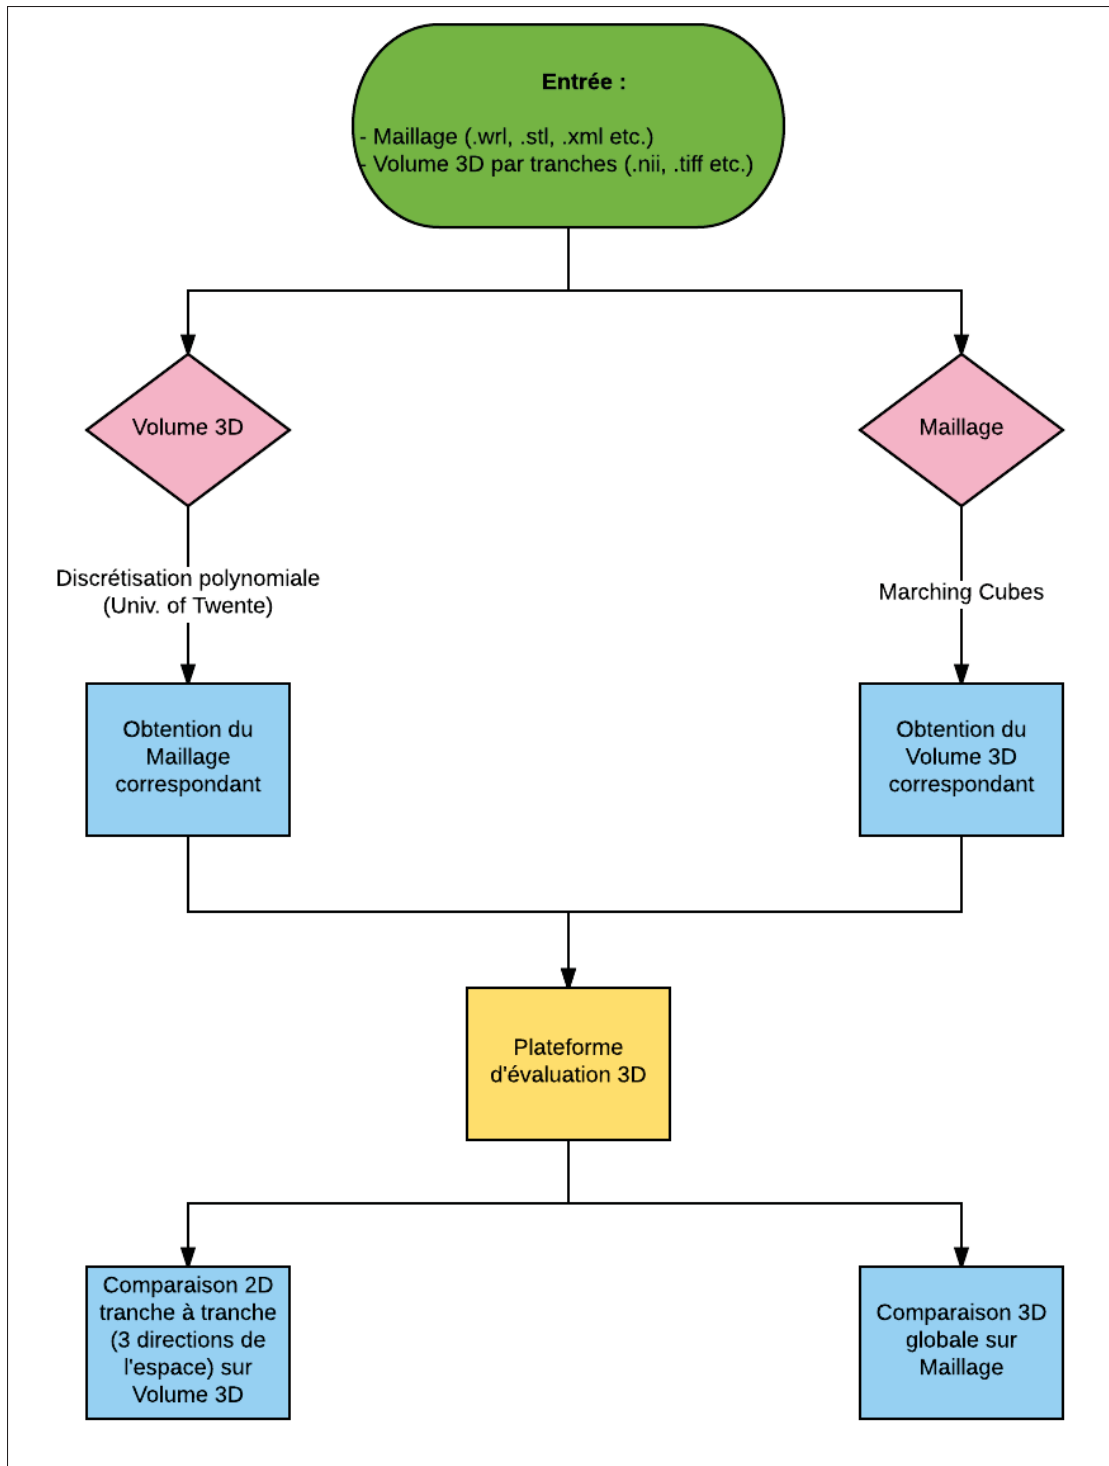 Entrée :
- Maillage (.wrl, .stl, .xml etc.)
- Volume 3D par tranches (.nii, .tiff etc.)
Volume 3D
Maillage
Discrétisation polynomiale
(Univ. of Twente)
Marching Cubes
Obtention du
Maillage
correspondant
Obtention du
Volume 3D
correspondant
Plateforme
d'évaluation 3D
Comparaison 2D
tranche à tranche
(3 directions de
l'espace) sur
Volume 3D
Comparaison 3D
globale sur
Maillage